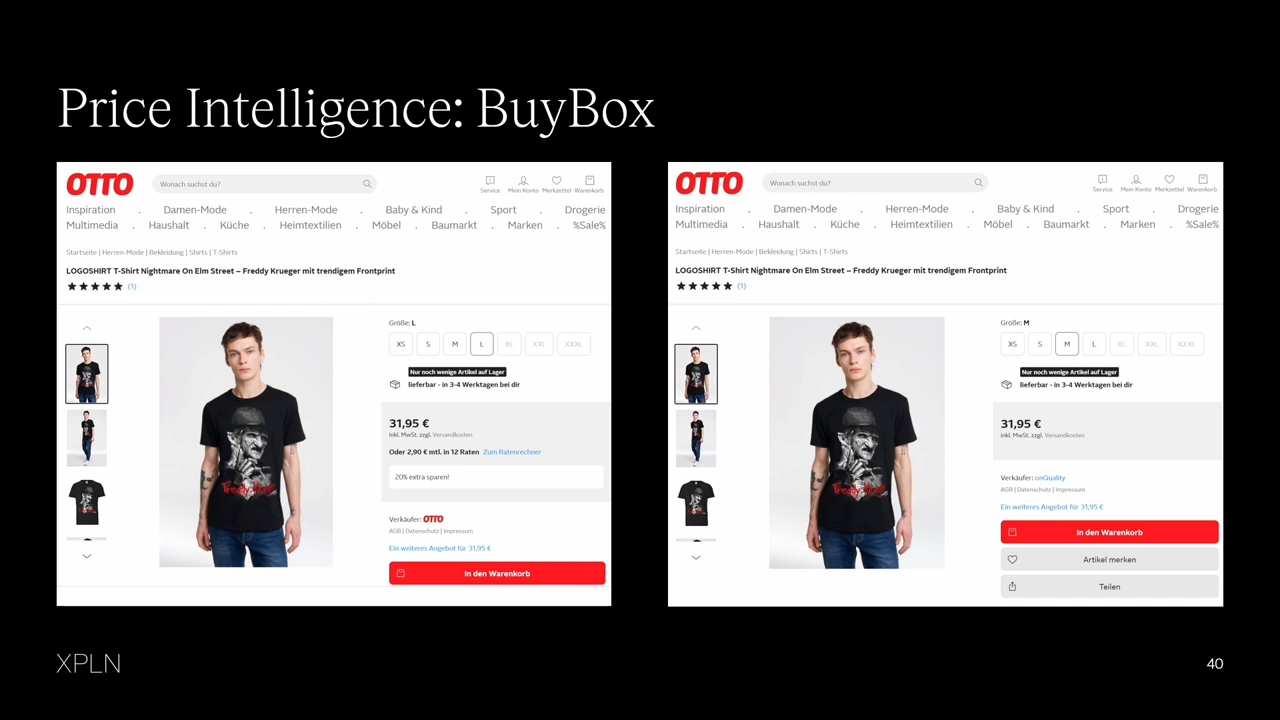 Price Intelligence: BuyBox
OTTO
Wonach suchst du?
Service Mein Konto Merkzettel Warenkorb
Inspiration . Damen-Mode . Herren-Mode . Baby & Kind . Sport . Drogerie
Multimedia . Haushalt . Küche . Heimtextilien . Möbel . Baumarkt . Marken . %Sale%
Startseite | Herren-Mode | Bekleidung | Shirts | T-Shirts
LOGOSHIRT T-Shirt Nightmare On Elm Street – Freddy Krueger mit trendigem Frontprint
(1)
Größe: L
XS S M L XL XXL XXXL
Nur noch wenige Artikel auf Lager
lieferbar - in 3-4 Werktagen bei dir
31,95 €
inkl. MwSt. zzgl. Versandkosten
Oder 2,90 € mtl. in 12 Raten Zum Ratenrechner
20% extra sparen!
Verkäufer: OTTO
AGB | Datenschutz | Impressum
Ein weiteres Angebot für 31,95 €
In den Warenkorb
OTTO
Wonach suchst du?
Service Mein Konto Merkzettel Warenkorb
Inspiration . Damen-Mode . Herren-Mode . Baby & Kind . Sport . Drogerie
Multimedia . Haushalt . Küche . Heimtextilien . Möbel . Baumarkt . Marken . %Sale%
Startseite | Herren-Mode | Bekleidung | Shirts | T-Shirts
LOGOSHIRT T-Shirt Nightmare On Elm Street – Freddy Krueger mit trendigem Frontprint
(1)
Größe: M
XS S M L XL XXL XXXL
Nur noch wenige Artikel auf Lager
lieferbar - in 3-4 Werktagen bei dir
31,95 €
inkl. MwSt. zzgl. Versandkosten
Verkäufer: onQuality
AGB | Datenschutz | Impressum
Ein weiteres Angebot für 31,95 €
In den Warenkorb
Artikel merken
Teilen
XPLN
40